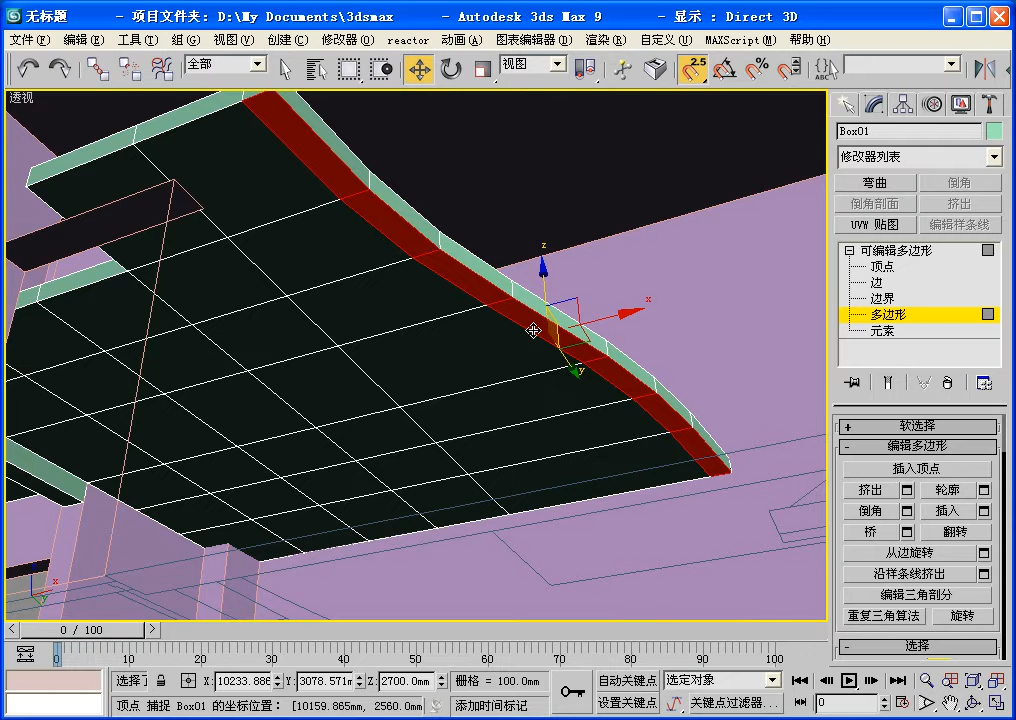 无标题 - 项目文件夹: D:\My Documents\3dsmax - Autodesk 3ds Max 9 - 显示 : Direct 3D
文件(F) 编辑(E) 工具(T) 组(G) 视图(V) 创建(C) 修改器(O) reactor 动画(A) 图表编辑器(D) 渲染(R) 自定义(U) MAXScript(M) 帮助(H)
全部 视图 2.5 % ABC
透视
z
x
y
Box01
修改器列表
弯曲 倒角
倒角剖面 挤出
UVW 贴图 编辑样条线
可编辑多边形
顶点
边
边界
多边形
元素
+ 软选择
- 编辑多边形
插入顶点
挤出 轮廓
倒角 插入
桥 翻转
从边旋转
沿样条线挤出
编辑三角剖分
重复三角算法 旋转
- 选择
x
y
< 0 / 100 >
0 10 20 30 40 50 60 70 80 90 100
选择了 X: 10233.886 Y: 3078.571m Z: 2700.0mm 栅格 = 100.0mm 自动关键点 选定对象
顶点 捕捉 Box01 的坐标位置: [10159.865mm, 2560.0mm 添加时间标记 设置关键点 关键点过滤器... 0